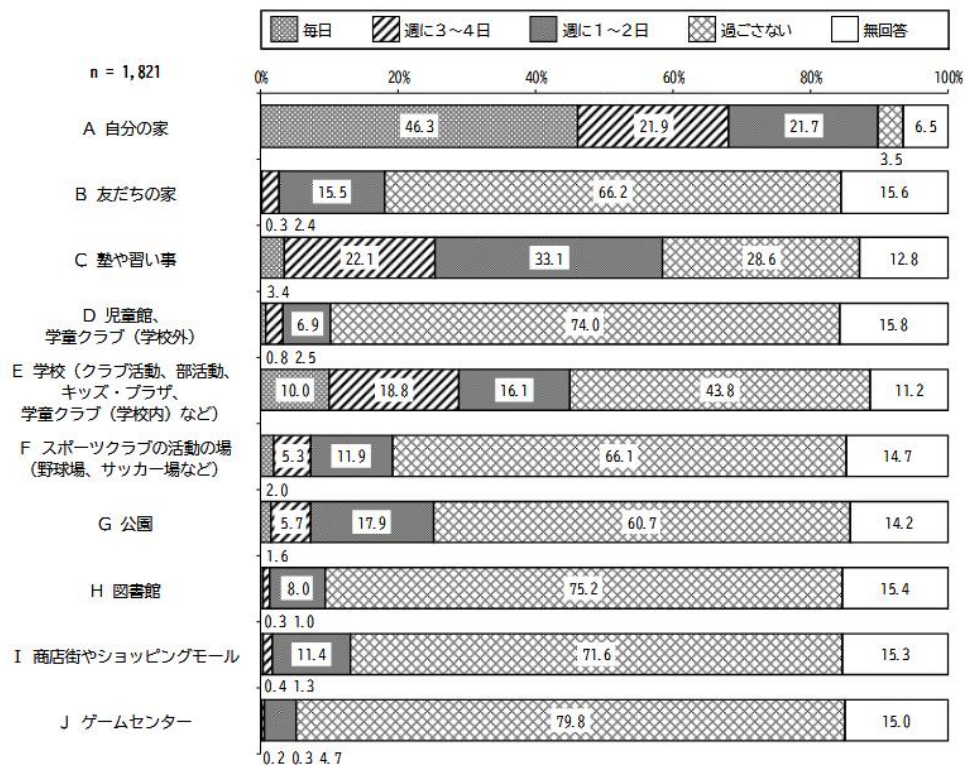 毎日 週に3～4日 週に1～2日 過ごさない 無回答
n = 1,821
0% 20% 40% 60% 80% 100%
A 自分の家 46.3 21.9 21.7 6.5
3.5
B 友だちの家 15.5 66.2 15.6
0.3 2.4
C 塾や習い事 22.1 33.1 28.6 12.8
3.4
D 児童館、
学童クラブ（学校外） 6.9 74.0 15.8
0.8 2.5
E 学校（クラブ活動、部活動、
キッズ・プラザ、 10.0 18.8 16.1 43.8 11.2
学童クラブ（学校内）など）
F スポーツクラブの活動の場
（野球場、サッカー場など） 5.3 11.9 66.1 14.7
2.0
G 公園 5.7 17.9 60.7 14.2
1.6
H 図書館 8.0 75.2 15.4
0.3 1.0
I 商店街やショッピングモール 11.4 71.6 15.3
0.4 1.3
J ゲームセンター 79.8 15.0
0.2 0.3 4.7